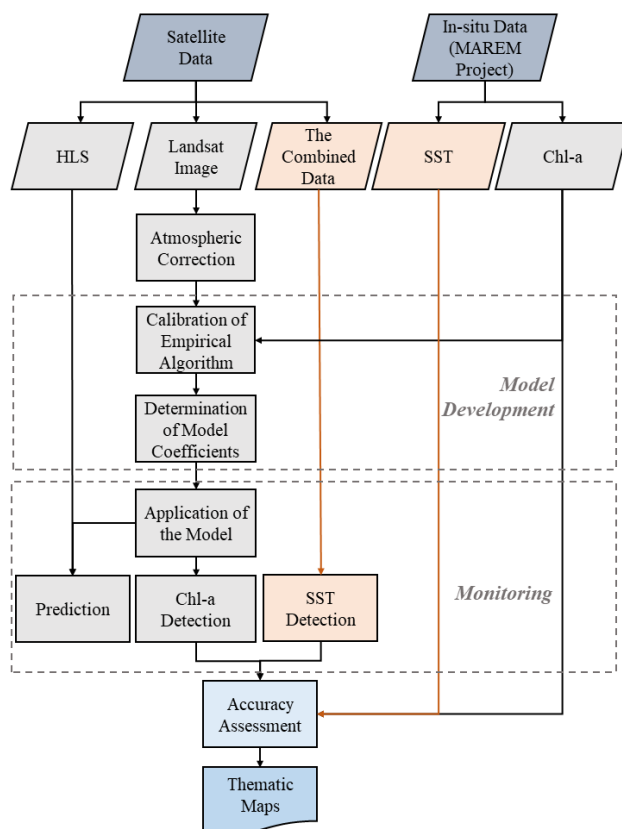 Satellite
Data
In-situ Data
(MAREM
Project)
HLS
Landsat
Image
The
Combined
Data
SST
Chl-a
Atmospheric
Correction
Calibration of
Empirical
Algorithm
Model
Development
Determination
of Model
Coefficients
Application of
the Model
Prediction
Chl-a
Detection
SST
Detection
Monitoring
Accuracy
Assessment
Thematic
Maps